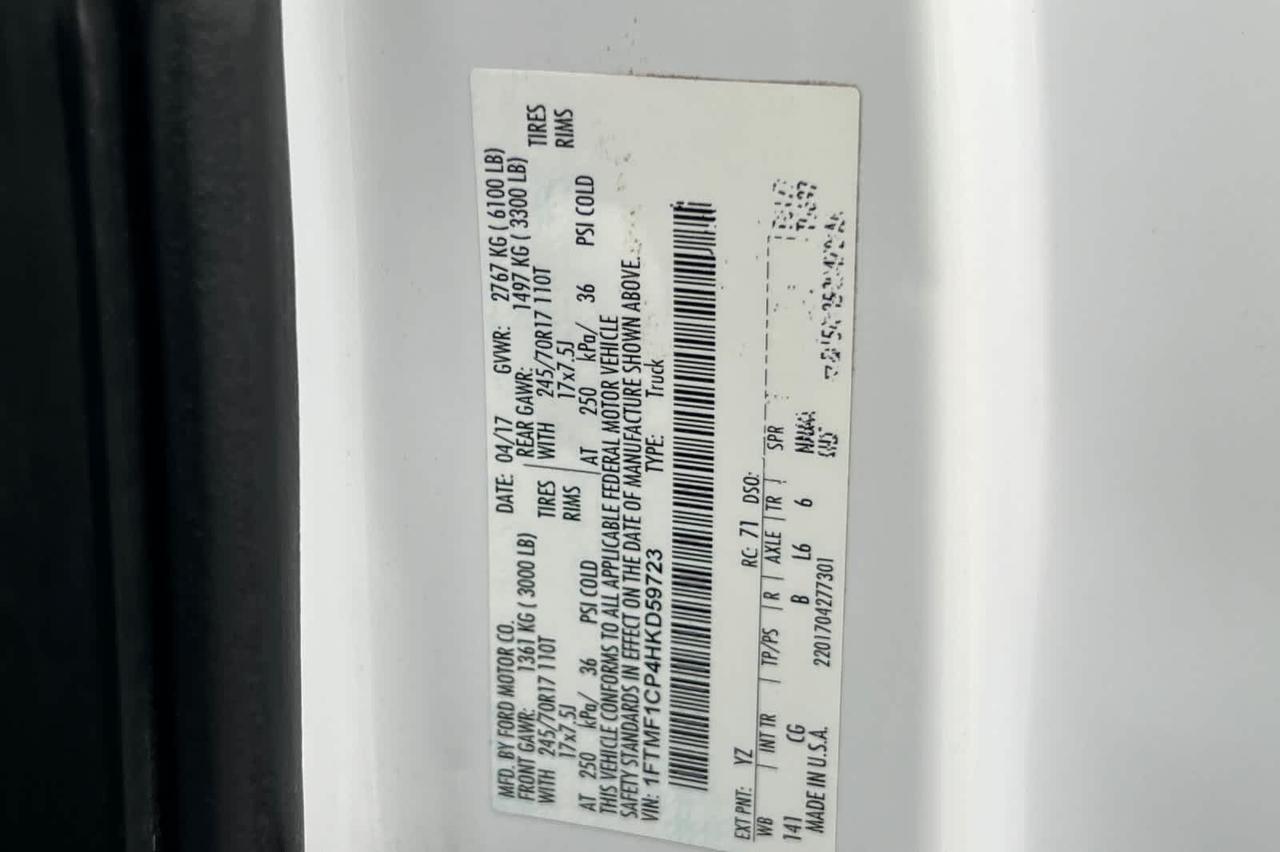 MFD. BY FORD MOTOR CO. DATE: 04/17 GVWR: 2767 KG ( 6100 LB)
FRONT GAWR: 1361 KG ( 3000 LB) REAR GAWR: 1497 KG ( 3300 LB)
WITH 245/70R17 110T TIRES WITH 245/70R17 110T TIRES
17x7.5J RIMS 17x7.5J RIMS
AT 250 kPa/ 36 PSI COLD AT 250 kPa/ 36 PSI COLD
THIS VEHICLE CONFORMS TO ALL APPLICABLE FEDERAL MOTOR VEHICLE
SAFETY STANDARDS IN EFFECT ON THE DATE OF MANUFACTURE SHOWN ABOVE.
VIN: 1FTMF1CP4HKD59723 TYPE: Truck
EXT PNT: YZ RC: 71 DSO:
WB | INT TR | TP/PS | R | AXLE | TR | SPR
141 CG B L6 6
MADE IN U.S.A. 2201704277301